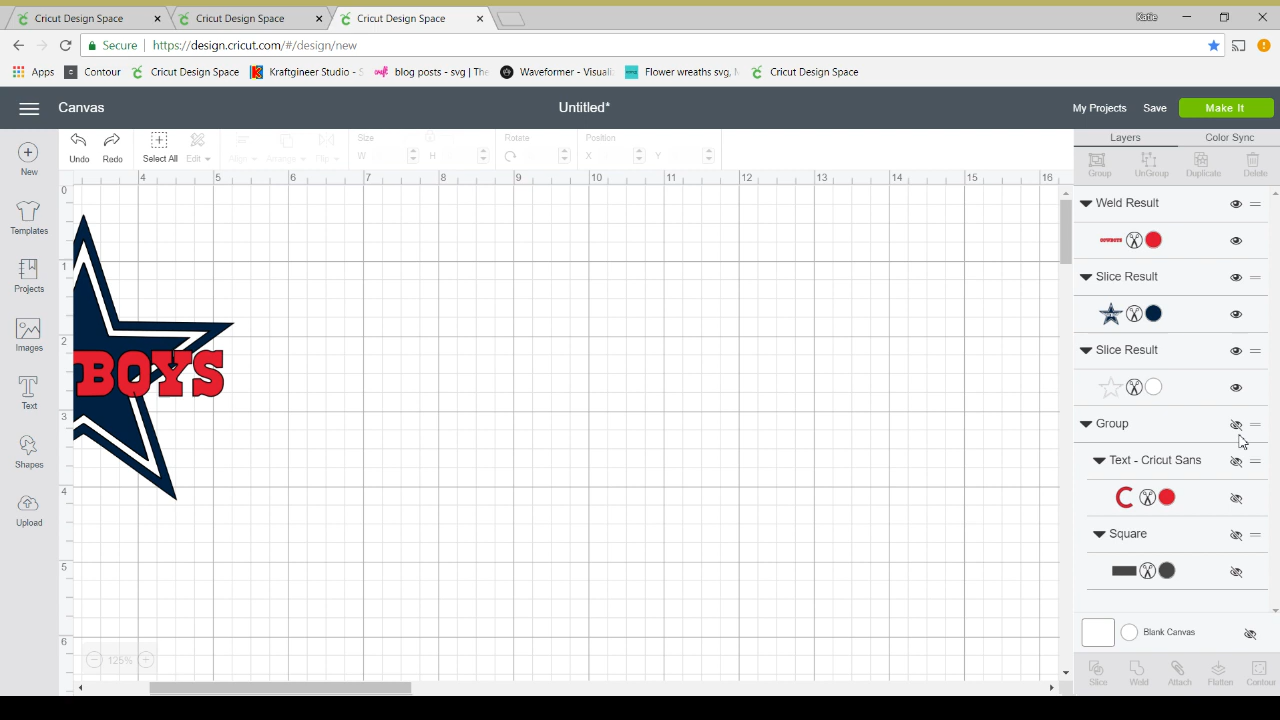 Cricut Design Space
Cricut Design Space
Cricut Design Space
Katie
Secure
https://design.cricut.com/#/design/new
Apps
Contour
Cricut Design Space
Kraftgineer Studio -
blog posts - sg | The
Waveformer - Visuali
Flower wreaths svg,
Cricut Design Space
Canvas
Untitled*
My Projects
Save
Make It
Undo
Redo
Select All
Edit
Align
Arrange
Flip
Size
W
H
Rotate
Position
X
Y
Layers
Color Sync
Group
UnGroup
Duplicate
Delete
New
Templates
Projects
Images
Text
Shapes
Upload
4 5 6 7 8 9 10 11 12 13 14 15 16
0
1
2
3
4
5
6
BOYS
125%
Weld Result
COWBOYS
Slice Result
Slice Result
Group
Text - Cricut Sans
C
Square
Blank Canvas
Slice
Weld
Attach
Flatten
Contour